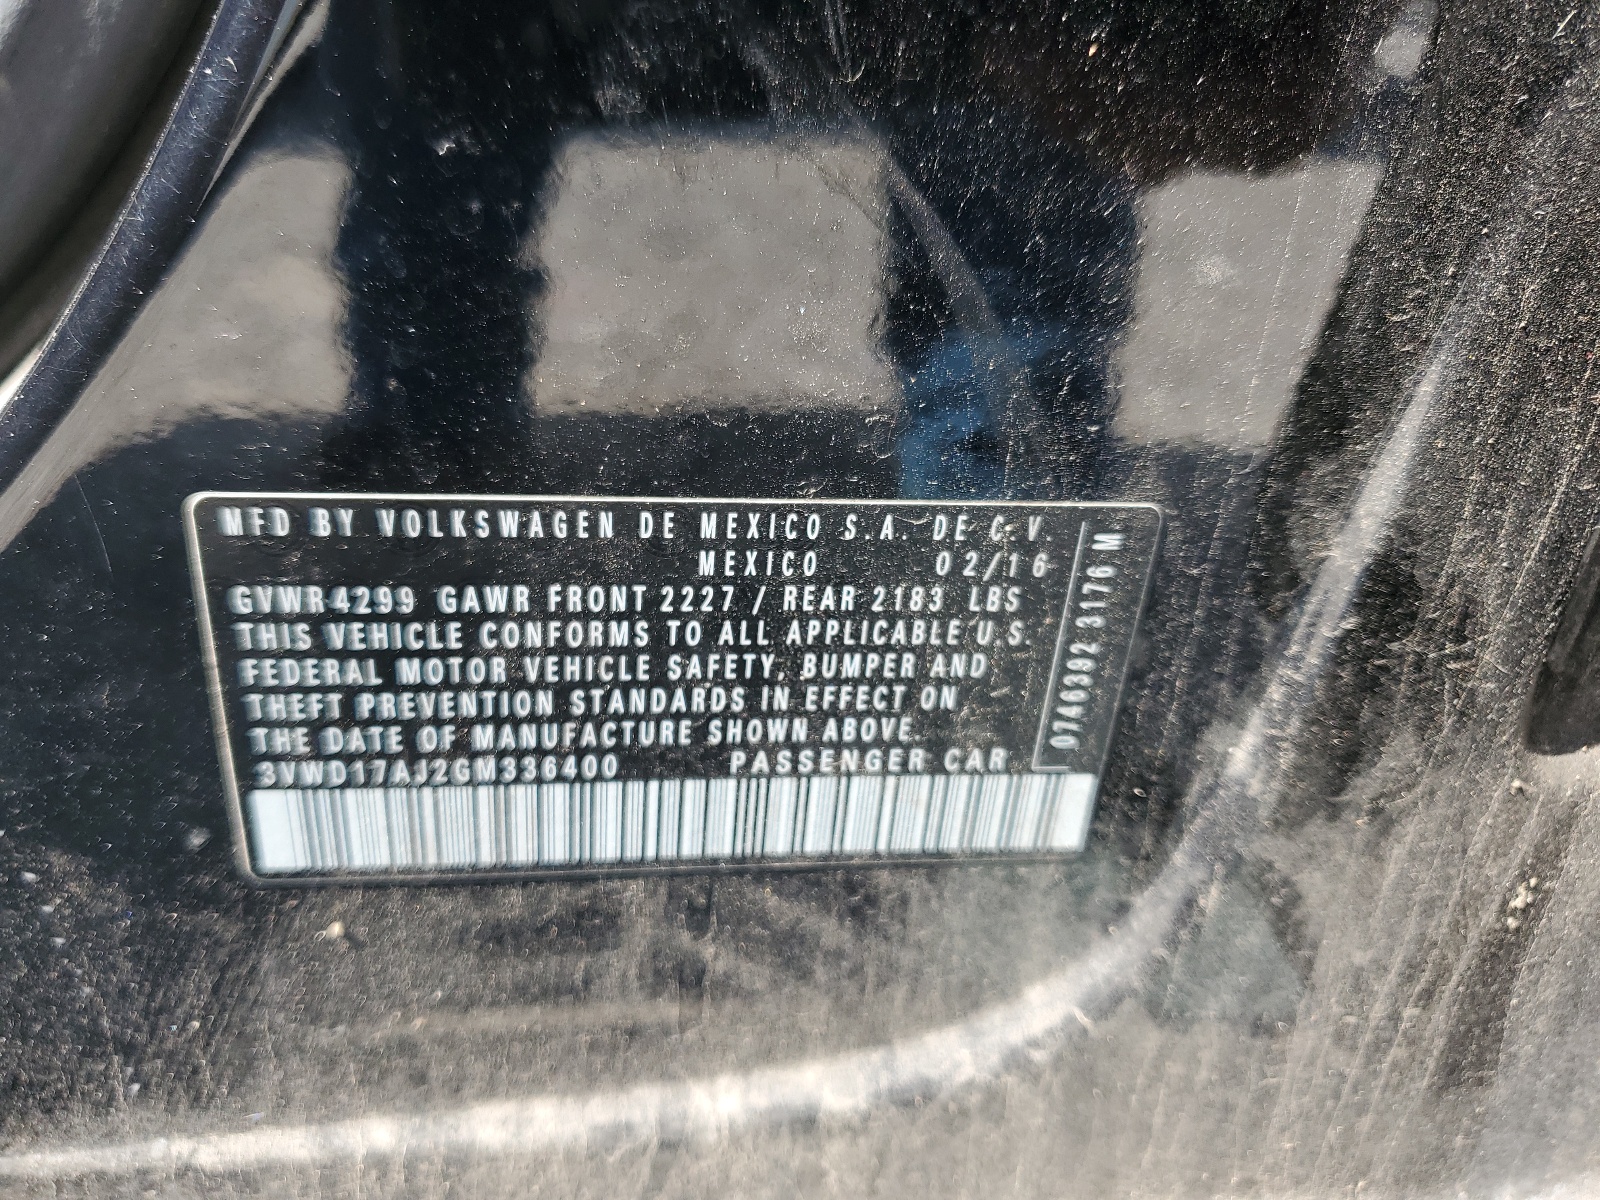 MFD BY VOLKSWAGEN DE MEXICO S.A. DE C.V.
MEXICO 02/16
GVWR 4299 GAWR FRONT 2227 / REAR 2183 LBS
THIS VEHICLE CONFORMS TO ALL APPLICABLE U.S.
FEDERAL MOTOR VEHICLE SAFETY, BUMPER AND
THEFT PREVENTION STANDARDS IN EFFECT ON
THE DATE OF MANUFACTURE SHOWN ABOVE.
3VWD17AJ2GM336400 PASSENGER CAR
0746392 3176 M